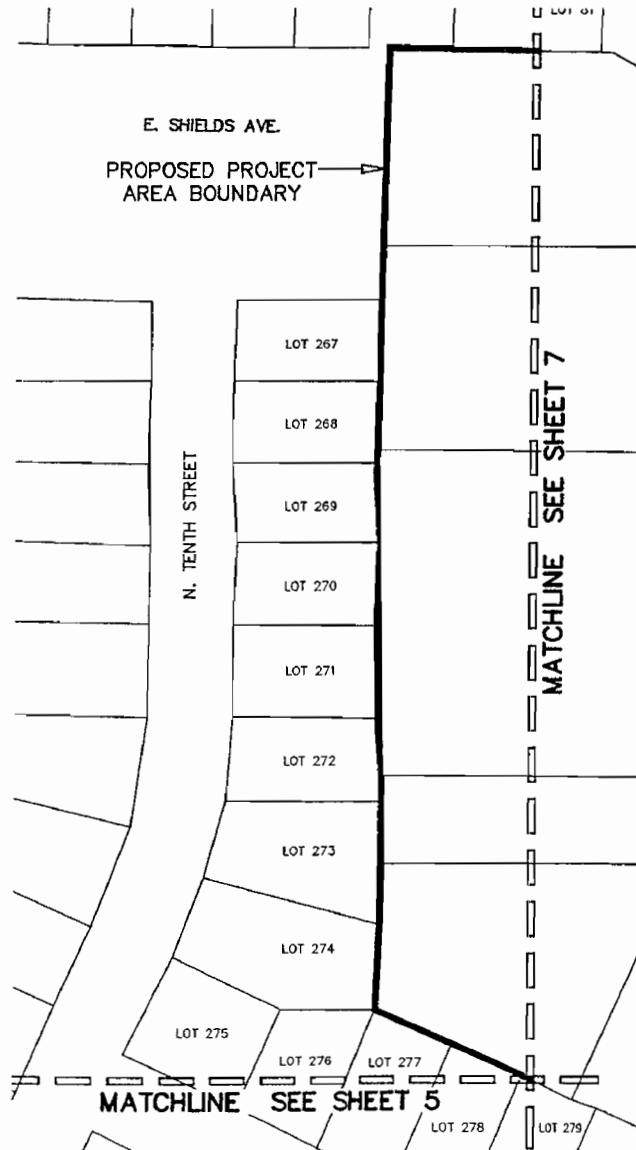 LOT 81
E. SHIELDS AVE.
PROPOSED PROJECT
AREA BOUNDARY
LOT 267
LOT 268
LOT 269
LOT 270
LOT 271
LOT 272
LOT 273
LOT 274
LOT 275
LOT 276
LOT 277
LOT 278
LOT 279
N. TENTH STREET
MATCHLINE SEE SHEET 7
MATCHLINE SEE SHEET 5